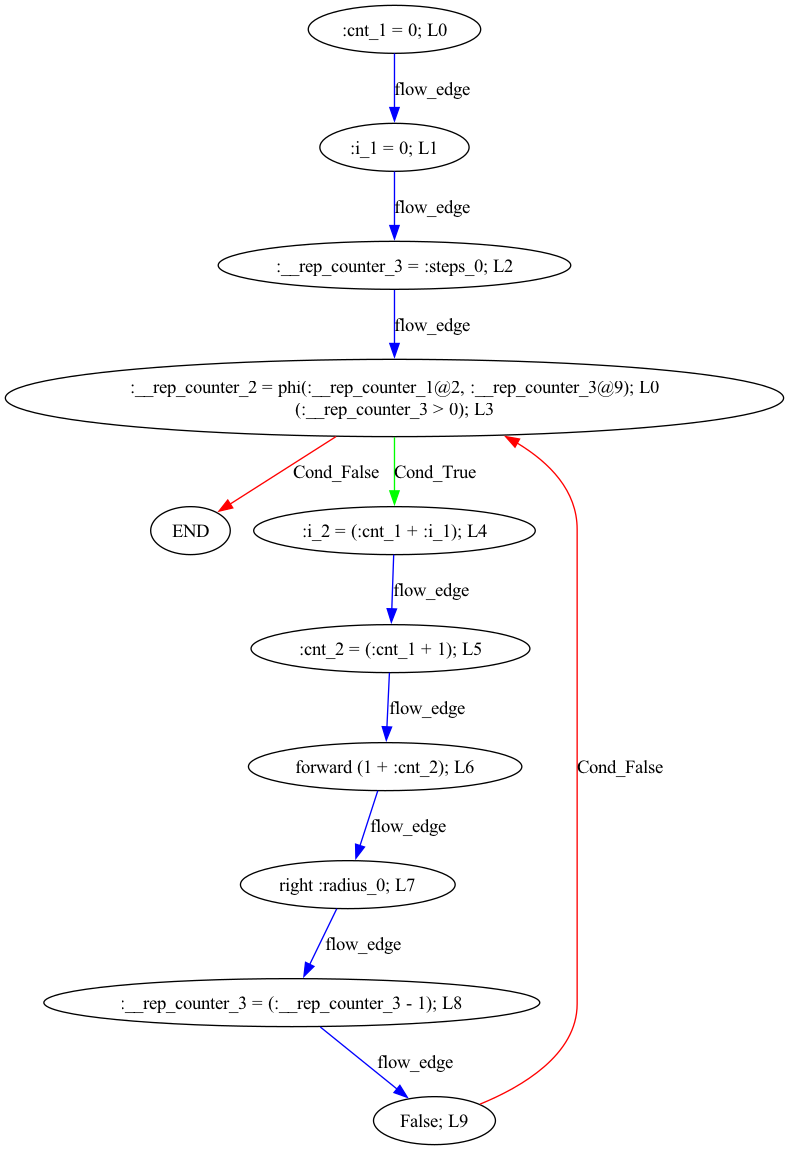 :cnt_1 = 0; L0
flow_edge
:i_1 = 0; L1
flow_edge
:__rep_counter_3 = :steps_0; L2
flow_edge
:__rep_counter_2 = phi(:__rep_counter_1@2, :__rep_counter_3@9); L0
(:__rep_counter_3 > 0); L3
Cond_False
Cond_True
END
:i_2 = (:cnt_1 + :i_1); L4
flow_edge
:cnt_2 = (:cnt_1 + 1); L5
flow_edge
forward (1 + :cnt_2); L6
Cond_False
flow_edge
right :radius_0; L7
flow_edge
:__rep_counter_3 = (:__rep_counter_3 - 1); L8
flow_edge
False; L9